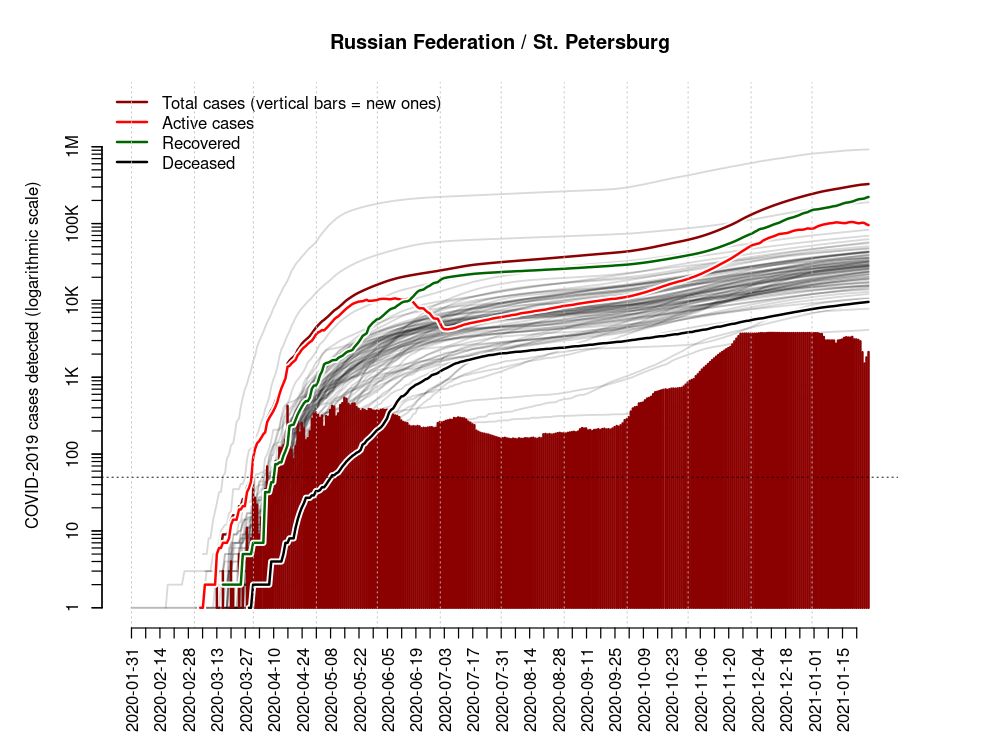 Russian Federation / St. Petersburg
Total cases (vertical bars = new ones)
Active cases
Recovered
Deceased
COVID-2019 cases detected (logarithmic scale)
1M
100K
10K
1K
100
10
1
2020-01-31
2020-02-14
2020-02-28
2020-03-13
2020-03-27
2020-04-10
2020-04-24
2020-05-08
2020-05-22
2020-06-05
2020-06-19
2020-07-03
2020-07-17
2020-07-31
2020-08-14
2020-08-28
2020-09-11
2020-09-25
2020-10-09
2020-10-23
2020-11-06
2020-11-20
2020-12-04
2020-12-18
2021-01-01
2021-01-15